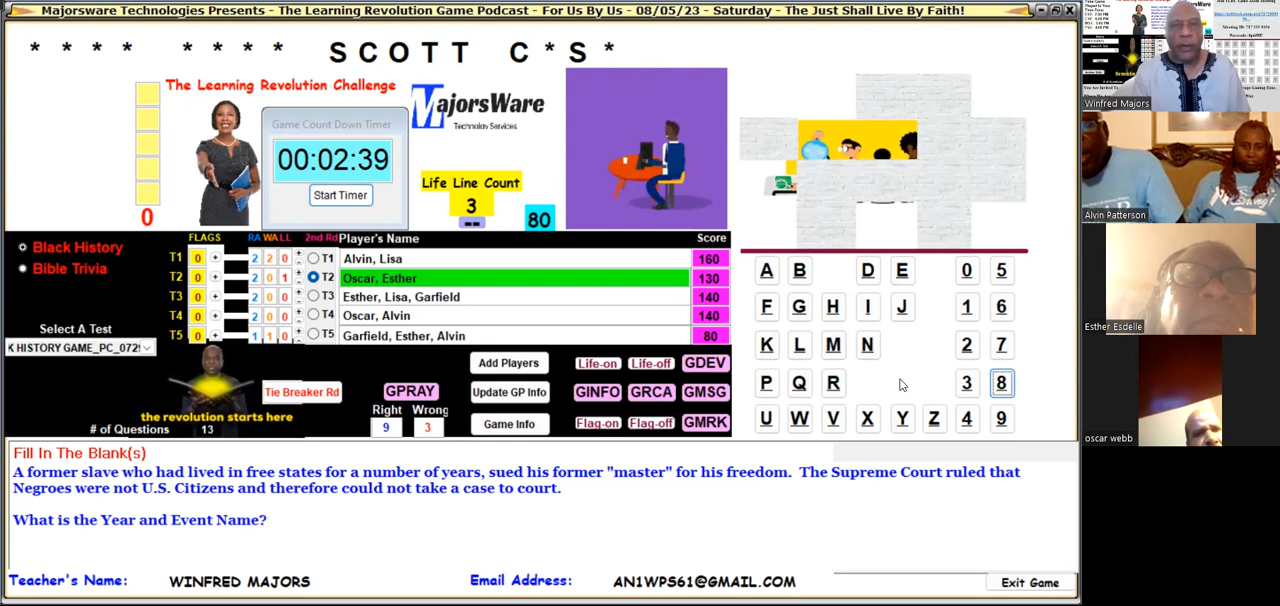 Majorsware Technologies Presents - The Learning Revolution Game Podcast - For Us By Us - 08/05/23 - Saturday - The Just Shall Live By Faith!
* * * * * * * * SCOTT C*S*
The Learning Revolution Challenge
MajorsWare
Technology Services
Game Count Down Timer
00:02:39
Start Timer
Life Line Count
3
--
80
0
FLAGS RA WA LL 2nd Rd Player's Name Score
Black History
Bible Trivia
T1 0 + 2 2 0 T1 Alvin, Lisa 160
T2 0 + 2 0 1 T2 Oscar, Esther 130
T3 0 + 2 0 0 T3 Esther, Lisa, Garfield 140
T4 0 + 2 0 0 T4 Oscar, Alvin 140
T5 0 + 1 1 0 T5 Garfield, Esther, Alvin 80
Select A Test
K HISTORY GAME_PC_0729
the revolution starts here
# of Questions 13
Tie Breaker Rd
GPRAY
Right Wrong
9 3
Add Players
Update GP Info
Game Info
Life-on Life-off GDEV
GINFO GRCA GMSG
Flag-on Flag-off GMRK
A B D E 0 5
F G H I J 1 6
K L M N 2 7
P Q R 3 8
U W V X Y Z 4 9
Fill In The Blank(s)
A former slave who had lived in free states for a number of years, sued his former "master" for his freedom. The Supreme Court ruled that
Negroes were not U.S. Citizens and therefore could not take a case to court.
What is the Year and Event Name?
Teacher's Name: WINFRED MAJORS Email Address: AN1WPS61@GMAIL.COM
Exit Game
Winfred Majors
Alvin Patterson
Esther Esdelle
oscar webb